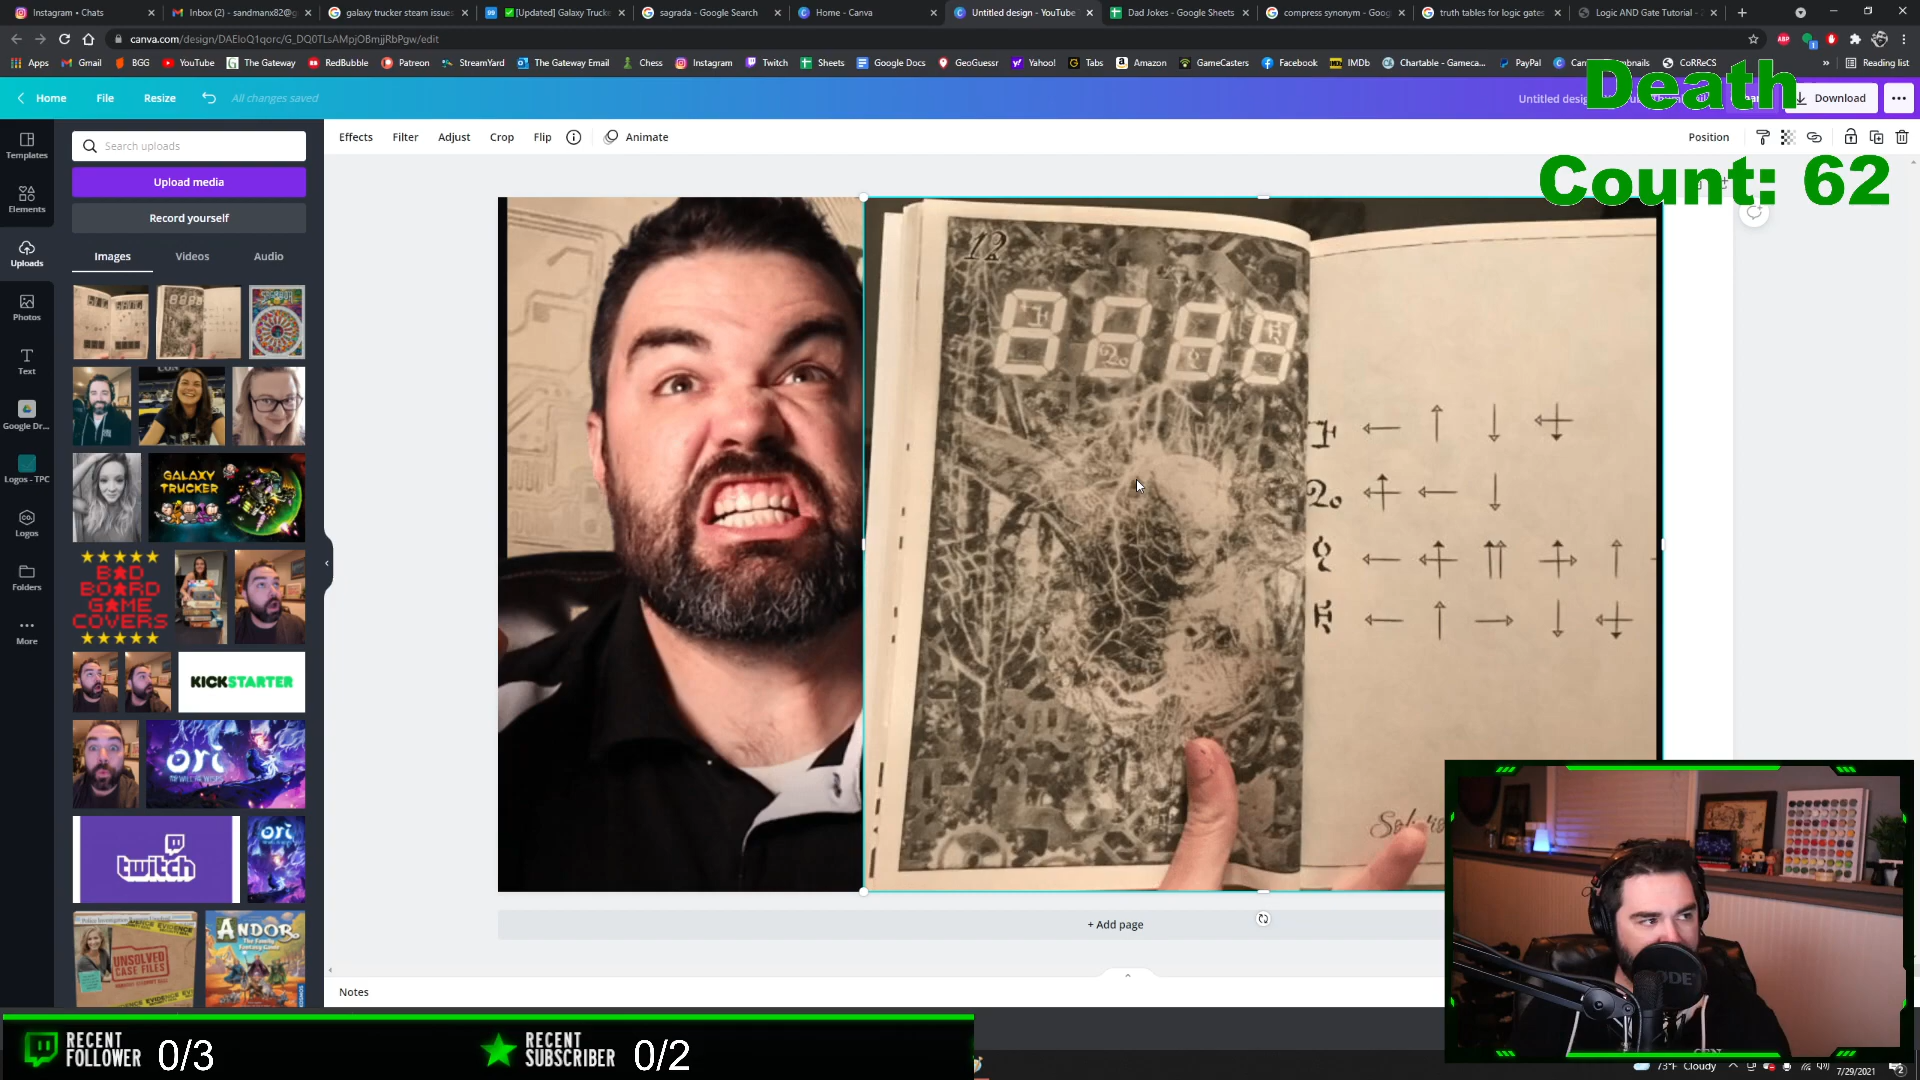 Instagram • Chats
Inbox (2) - sandmanx82@g
galaxy trucker steam issues
[Updated] Galaxy Truck
sagrada - Google Search
Home - Canva
Untitled design - YouTube
Dad Jokes - Google Sheets
compress synonym - Goog
truth tables for logic gates
Logic AND Gate Tutorial -
canva.com/design/DAEloQ1qorc/G_DQ0TLsAMpjOBmjjRbPgw/edit
Apps
Gmail
BGG
YouTube
The Gateway
RedBubble
Patreon
StreamYard
The Gateway Email
Chess
Instagram
Twitch
Sheets
Google Docs
GeoGuessr
Yahoo!
Tabs
Amazon
GameCasters
Facebook
IMDb
Chartable - Gameca...
PayPal
CoRReCS
Reading list
Home
File
Resize
All changes saved
Download
Death
Count: 62
Effects
Filter
Adjust
Crop
Flip
Animate
Position
Templates
Elements
Uploads
Photos
Text
Google Dr...
Logos - TPC
Logos
Folders
More
Search uploads
Upload media
Record yourself
Images
Videos
Audio
GALAXY TRUCKER
BAD
BOARD
GAME
COVERS
KICKSTARTER
ori
twitch
ori
UNSOLVED
CASE FILES
ANDOR
12
+ Add page
Notes
RECENT
FOLLOWER 0/3
RECENT
SUBSCRIBER 0/2
73°F Cloudy
7/29/2021